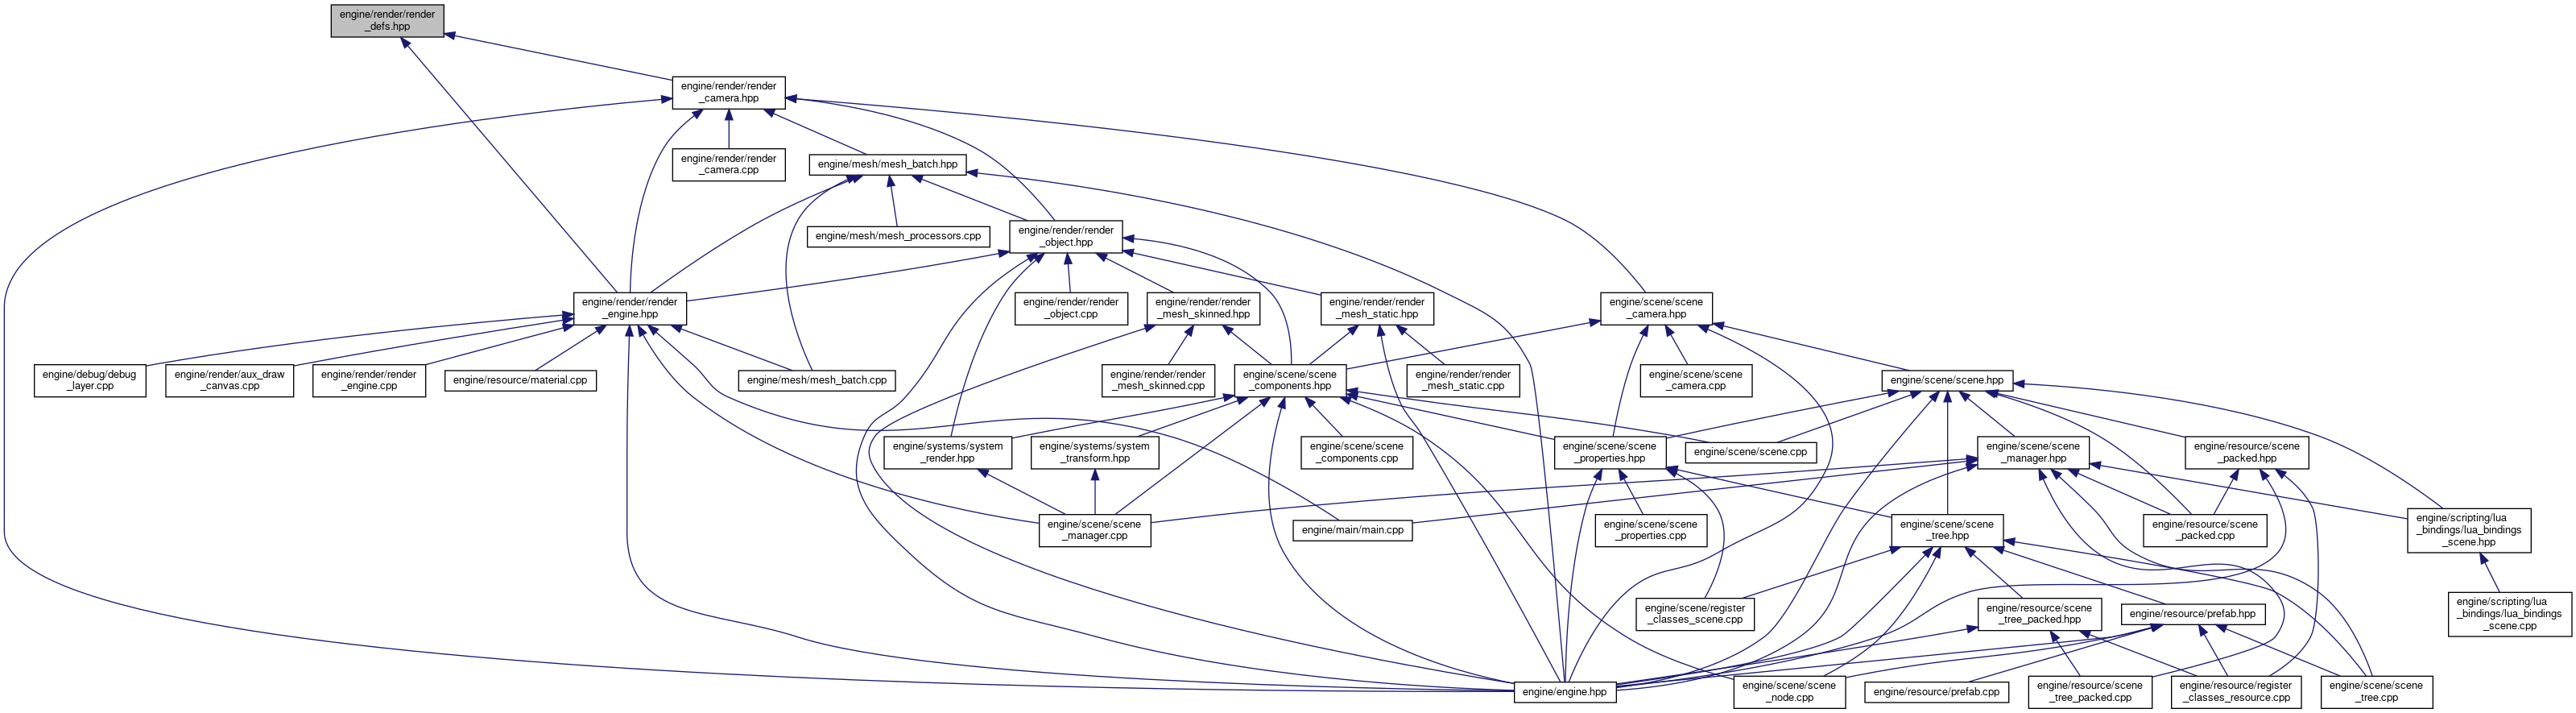 engine/render/render
_defs.hpp
engine/render/render
_camera.hpp
engine/render/render
_camera.cpp
engine/mesh/mesh_batch.hpp
engine/mesh/mesh_processors.cpp
engine/render/render
_object.hpp
engine/render/render
_engine.hpp
engine/render/render
_object.cpp
engine/render/render
_mesh_skinned.hpp
engine/render/render
_mesh_static.hpp
engine/scene/scene
_camera.hpp
engine/debug/debug
_layer.cpp
engine/render/aux_draw
_canvas.cpp
engine/render/render
_engine.cpp
engine/resource/material.cpp
engine/mesh/mesh_batch.cpp
engine/render/render
_mesh_skinned.cpp
engine/scene/scene
_components.hpp
engine/render/render
_mesh_static.cpp
engine/scene/scene
_camera.cpp
engine/scene/scene.hpp
engine/systems/system
_render.hpp
engine/systems/system
_transform.hpp
engine/scene/scene
_components.cpp
engine/scene/scene
_properties.hpp
engine/scene/scene.cpp
engine/scene/scene
_manager.hpp
engine/resource/scene
_packed.hpp
engine/scene/scene
_manager.cpp
engine/main/main.cpp
engine/scene/scene
_properties.cpp
engine/scene/scene
_tree.hpp
engine/resource/scene
_packed.cpp
engine/scripting/lua
_bindings/lua_bindings
_scene.hpp
engine/scene/register
_classes_scene.cpp
engine/resource/scene
_tree_packed.hpp
engine/resource/prefab.hpp
engine/scripting/lua
_bindings/lua_bindings
_scene.cpp
engine/engine.hpp
engine/scene/scene
_node.cpp
engine/resource/prefab.cpp
engine/resource/scene
_tree_packed.cpp
engine/resource/register
_classes_resource.cpp
engine/scene/scene
_tree.cpp